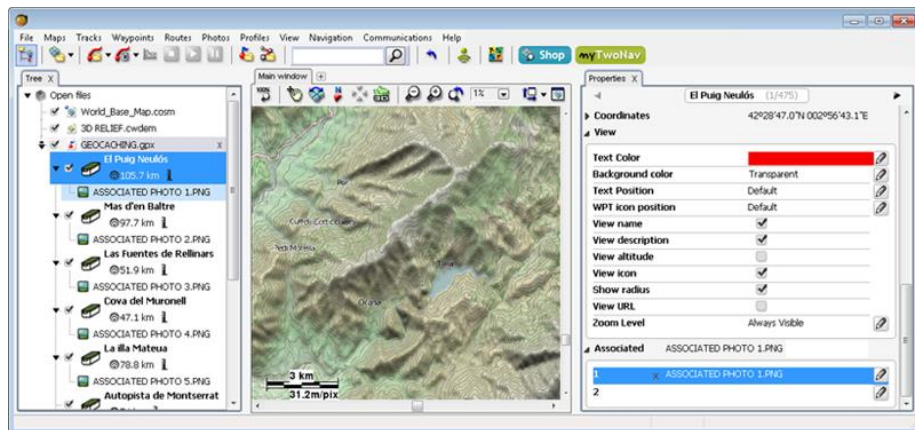 File Maps Tracks Waypoints Routes Photos Profiles View Navigation Communications Help
Shop
myTwoNav
Tree X
Open files
World_Base_Map.cosm
3D RELIEF.cwdem
GEOCACHING.gpx x
El Puig Neulós
105.7 km
ASSOCIATED PHOTO 1.PNG
Mas d'en Baltre
97.7 km
ASSOCIATED PHOTO 2.PNG
Las Fuentes de Rellinars
51.9 km
ASSOCIATED PHOTO 3.PNG
Cova del Muronell
47.1 km
ASSOCIATED PHOTO 4.PNG
La illa Mateua
78.8 km
ASSOCIATED PHOTO 5.PNG
Autopista de Montserrat
Main window
100%
1%
3 km
31.2m/pix
Properties X
El Puig Neulós (1/475)
Coordinates 42º28'47.0"N 002º56'43.1"E
View
Text Color
Background color Transparent
Text Position Default
WPT icon position Default
View name
View description
View altitude
View icon
Show radius
View URL
Zoom Level Always Visible
Associated ASSOCIATED PHOTO 1.PNG
1 x ASSOCIATED PHOTO 1.PNG
2